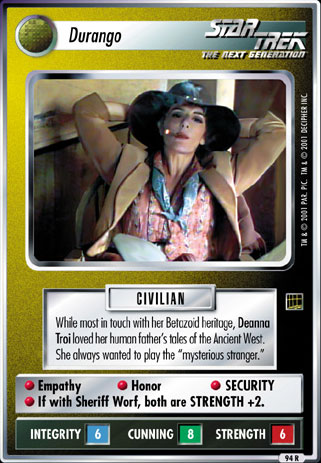 Durango
STAR TREK
THE NEXT GENERATION
TM & © 2001 PAR. PIC. TM & © 2001 DECIPHER INC.
CIVILIAN
While most in touch with her Betazoid heritage, Deanna
Troi loved her human father's tales of the Ancient West.
She always wanted to play the "mysterious stranger."
Empathy Honor SECURITY
If with Sheriff Worf, both are STRENGTH +2.
INTEGRITY 6 CUNNING 8 STRENGTH 6
94 R